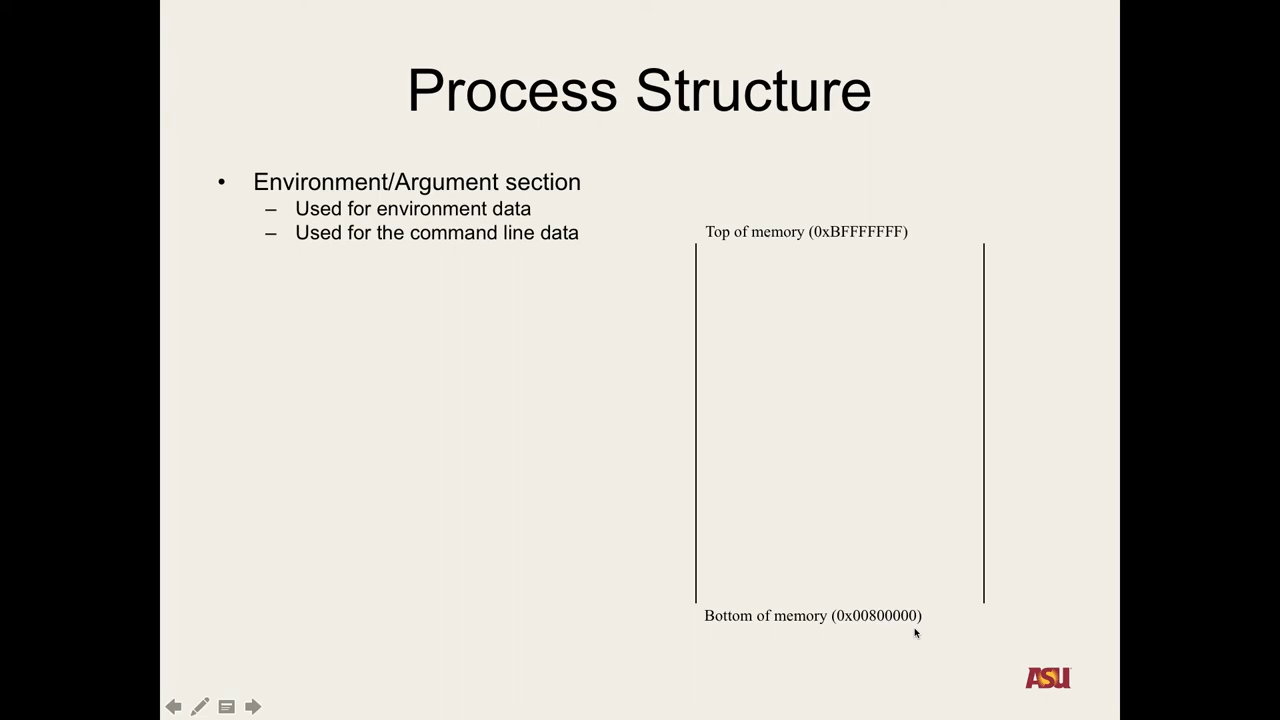 Process Structure
• Environment/Argument section
– Used for environment data
– Used for the command line data
Top of memory (0xBFFFFFFF)
Bottom of memory (0x00800000)
ASU